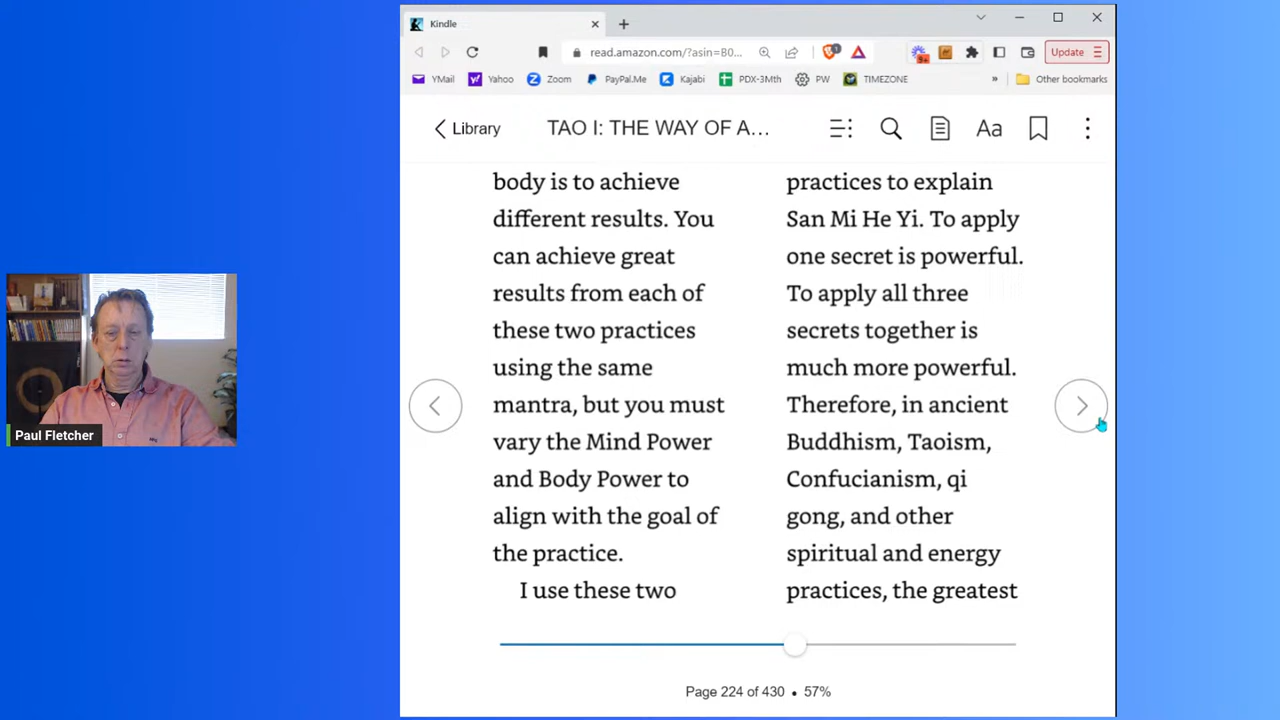 Kindle
read.amazon.com/?asin=B0...
1
9+
Update
YMail
Yahoo
Zoom
PayPal.Me
Kajabi
PDX-3Mth
PW
TIMEZONE
»
Other bookmarks
Library
TAO I: THE WAY OF A...
Aa
body is to achieve
different results. You
can achieve great
results from each of
these two practices
using the same
mantra, but you must
vary the Mind Power
and Body Power to
align with the goal of
the practice.
I use these two
practices to explain
San Mi He Yi. To apply
one secret is powerful.
To apply all three
secrets together is
much more powerful.
Therefore, in ancient
Buddhism, Taoism,
Confucianism, qi
gong, and other
spiritual and energy
practices, the greatest
Page 224 of 430 • 57%
Paul Fletcher